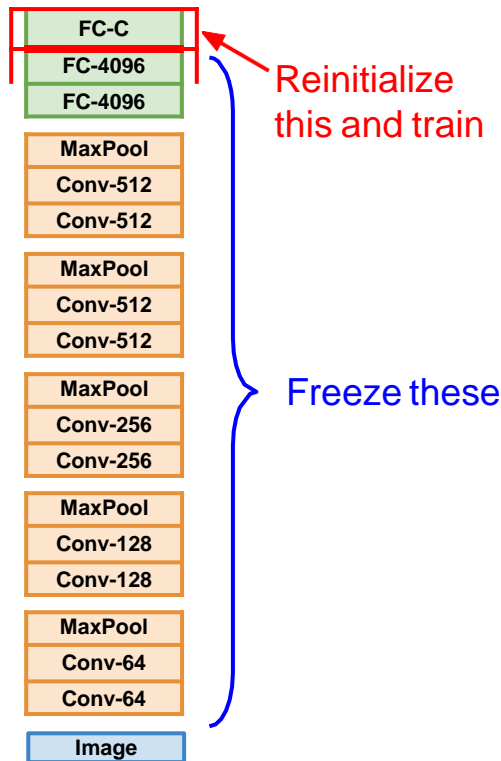 FC-C
FC-4096
FC-4096
Reinitialize
this and train
MaxPool
Conv-512
Conv-512
MaxPool
Conv-512
Conv-512
MaxPool
Conv-256
Conv-256
Freeze these
MaxPool
Conv-128
Conv-128
MaxPool
Conv-64
Conv-64
Image